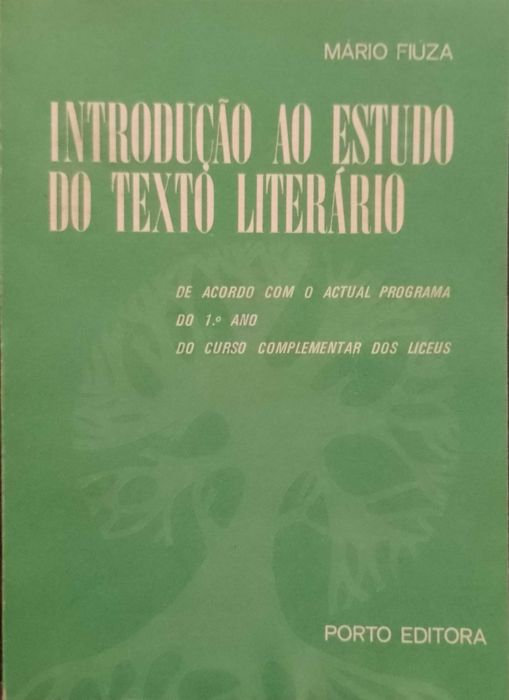 MÁRIO FIÚZA
INTRODUÇÃO AO ESTUDO
DO TEXTO LITERÁRIO
DE ACORDO COM O ACTUAL PROGRAMA
DO 1.º ANO
DO CURSO COMPLEMENTAR DOS LICEUS
PORTO EDITORA